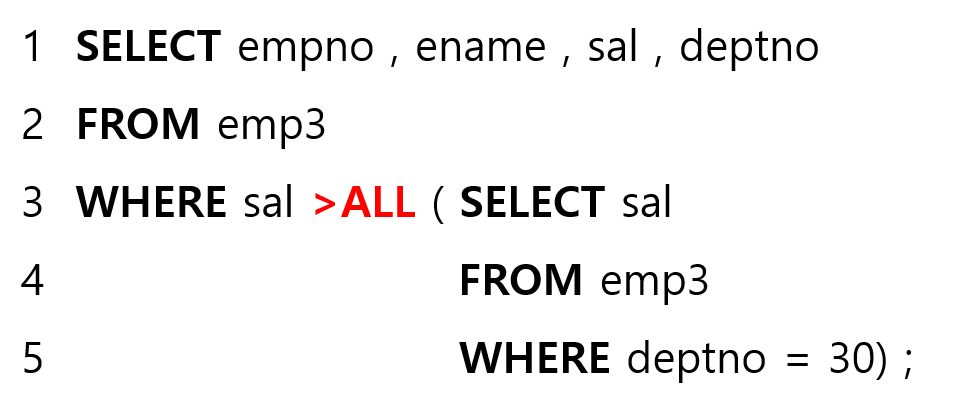 1 SELECT empno , ename , sal , deptno
2 FROM emp3
3 WHERE sal >ALL ( SELECT sal
4 FROM emp3
5 WHERE deptno = 30) ;